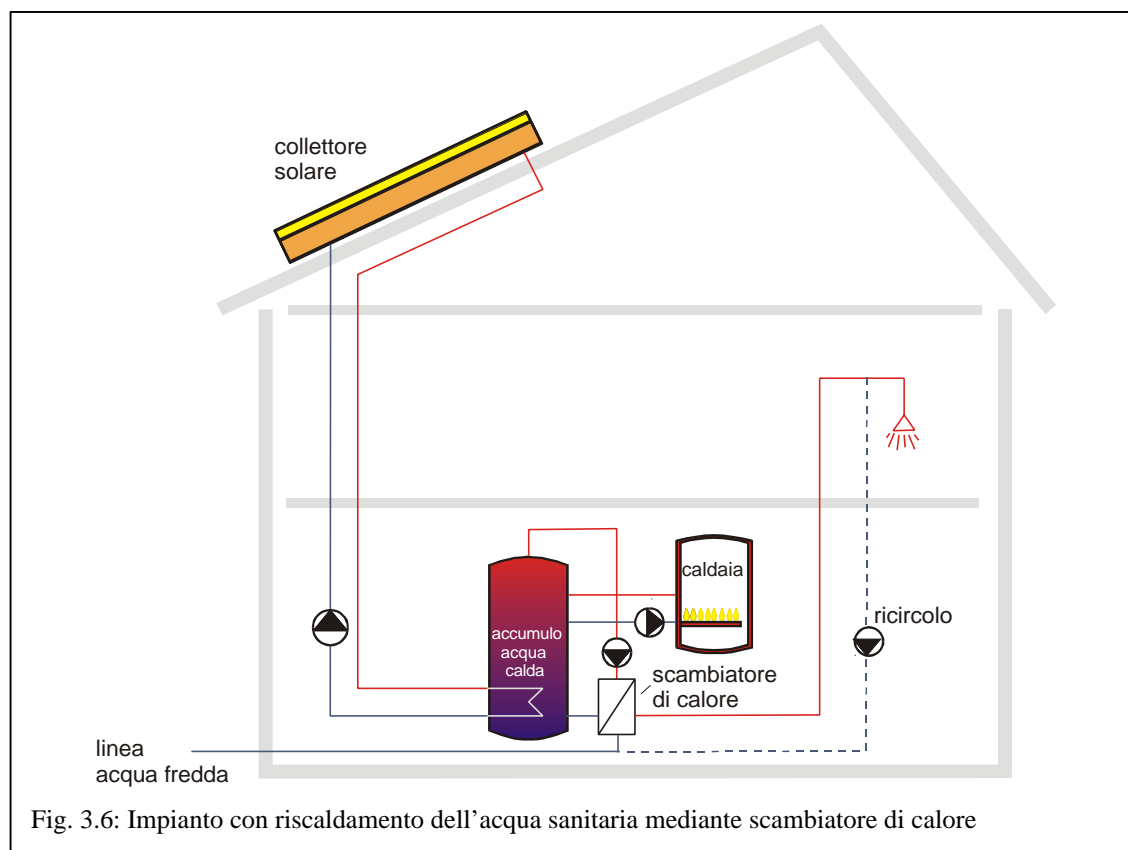 collettore
solare
caldaia
ricircolo
accumulo
acqua
calda
scambiatore
di calore
linea
acqua fredda
Fig. 3.6: Impianto con riscaldamento dell'acqua sanitaria mediante scambiatore di calore